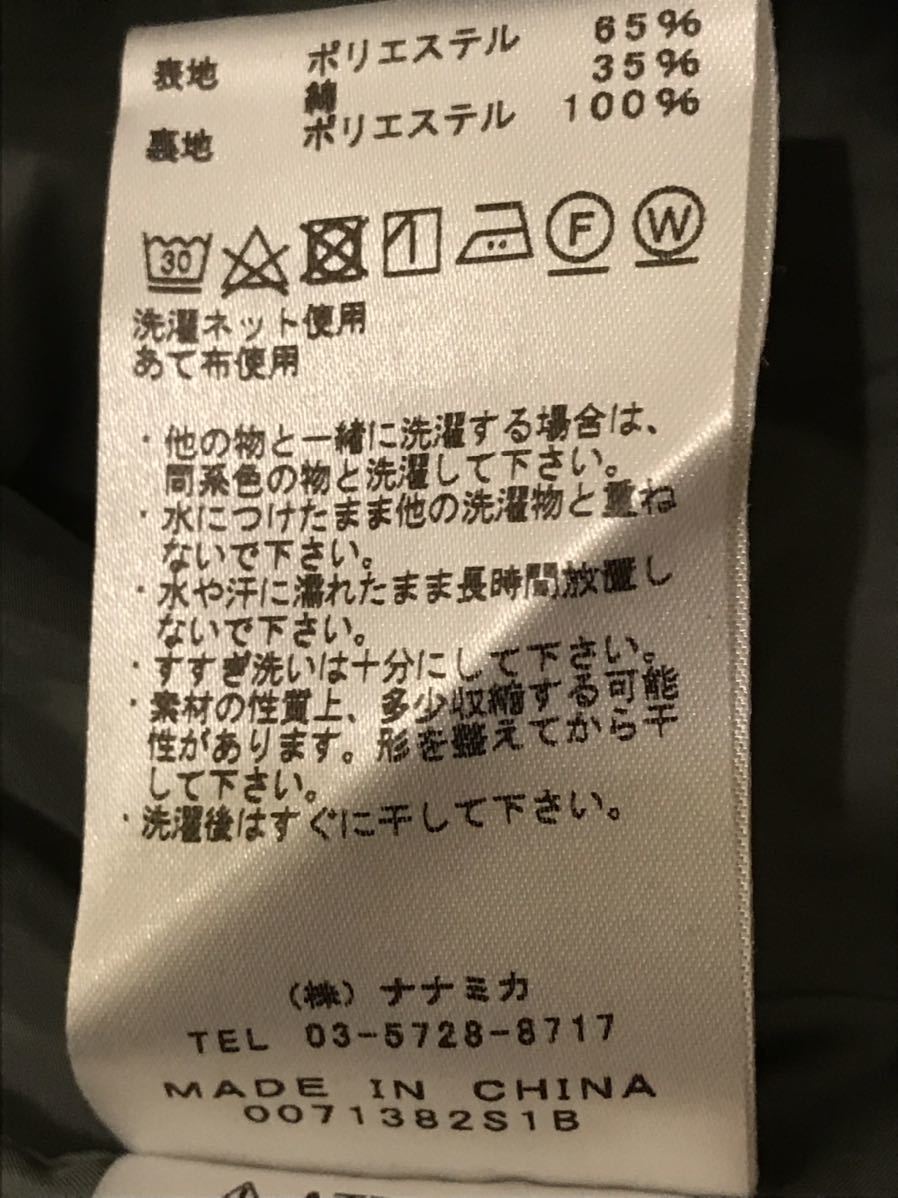 表地 ポリエステル 65%
綿 35%
裏地 ポリエステル 100%
30 F W
洗濯ネット使用
あて布使用
・他の物と一緒に洗濯する場合は、
同系色の物と洗濯して下さい。
・水につけたまま他の洗濯物と重ね
ないで下さい。
・水や汗に濡れたまま長時間放置し
ないで下さい。
・すすぎ洗いは十分にして下さい。
・素材の性質上、多少収縮する可能
性があります。形を整えてから干
して下さい。
・洗濯後はすぐに干して下さい。
(株)ナナミカ
TEL 03-5728-8717
MADE IN CHINA
0071382S1B